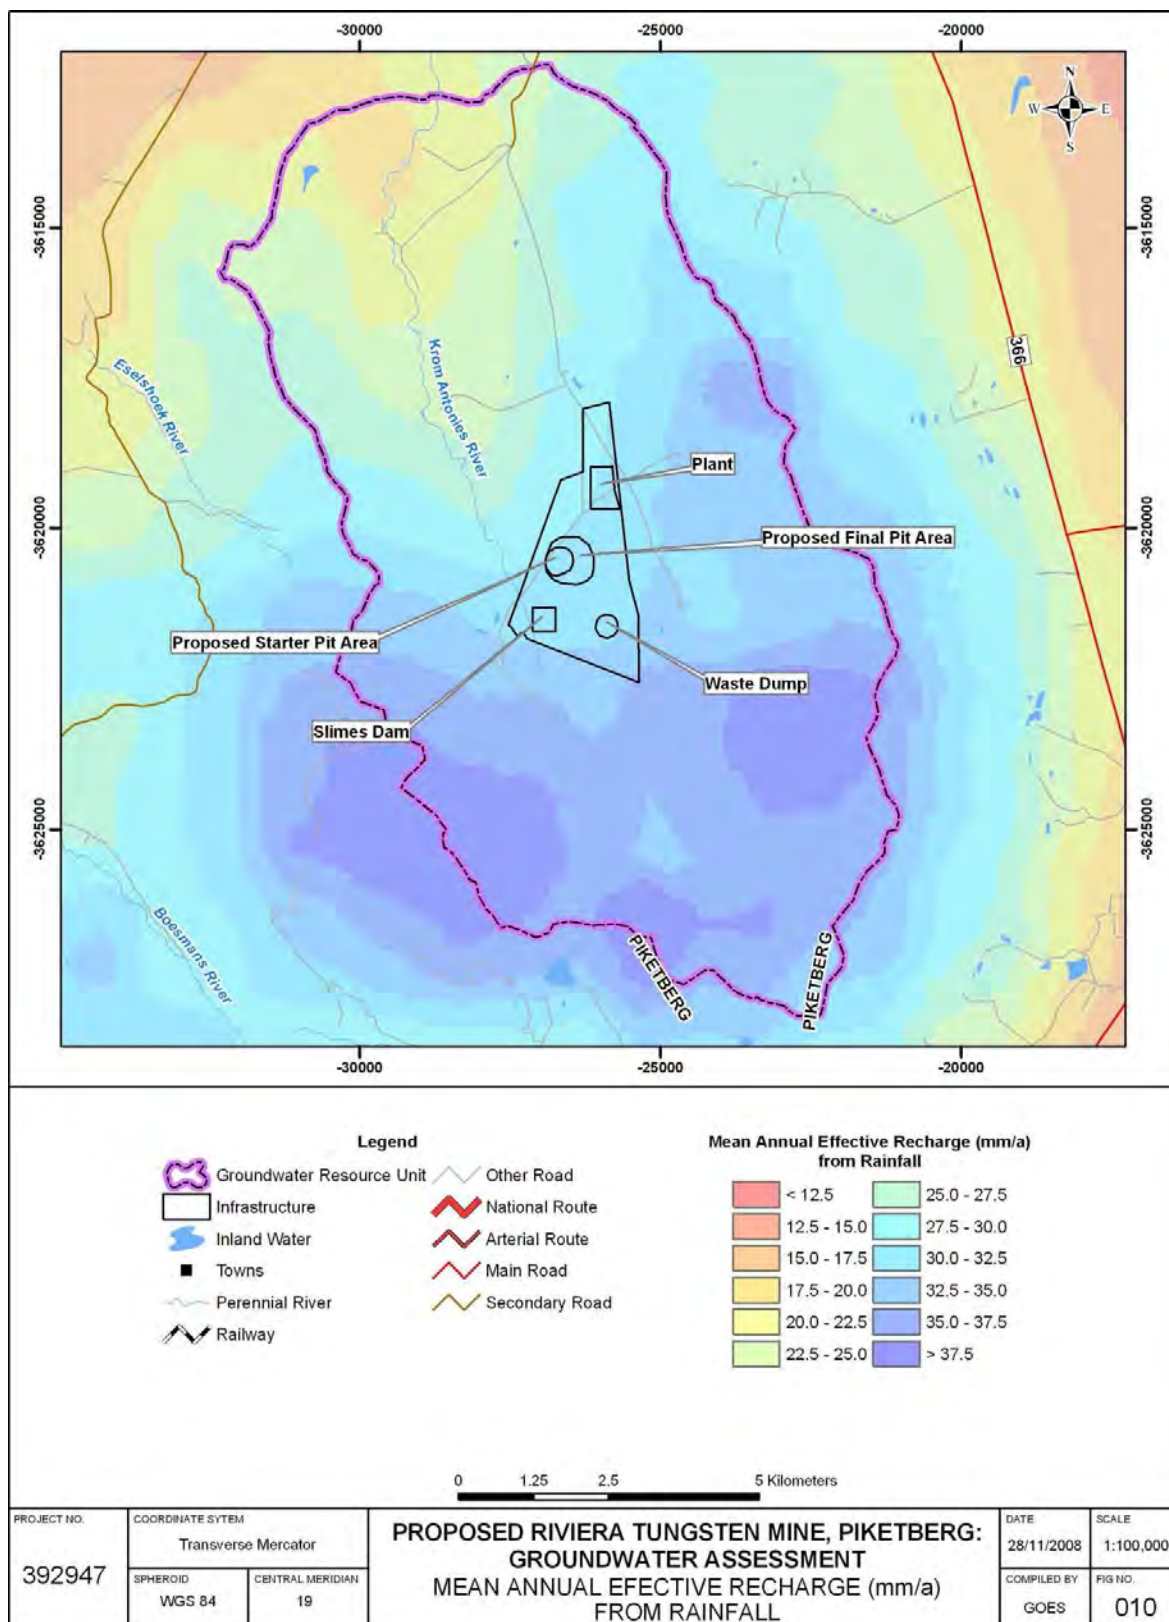 -30000
-25000
-20000
N
W E
S
-3615000
-3615000
366
Eselshoek River
Krom Antonies River
Plant
-3620000
-3620000
Proposed Final Pit Area
Proposed Starter Pit Area
Waste Dump
Slimes Dam
-3625000
-3625000
Boesmans River
PIKETBERG
PIKETBERG
-30000
-25000
-20000
Legend
Groundwater Resource Unit
Infrastructure
Inland Water
Towns
Perennial River
Railway
Other Road
National Route
Arterial Route
Main Road
Secondary Road
Mean Annual Effective Recharge (mm/a)
from Rainfall
< 12.5
12.5 - 15.0
15.0 - 17.5
17.5 - 20.0
20.0 - 22.5
22.5 - 25.0
25.0 - 27.5
27.5 - 30.0
30.0 - 32.5
32.5 - 35.0
35.0 - 37.5
> 37.5
0 1.25 2.5 5 Kilometers
PROJECT NO.
392947
COORDINATE SYTEM
Transverse Mercator
SPHEROID
WGS 84
CENTRAL MERIDIAN
19
PROPOSED RIVIERA TUNGSTEN MINE, PIKETBERG:
GROUNDWATER ASSESSMENT
MEAN ANNUAL EFFECTIVE RECHARGE (mm/a)
FROM RAINFALL
DATE
28/11/2008
SCALE
1:100,000
COMPILED BY
GOES
FIG NO.
010